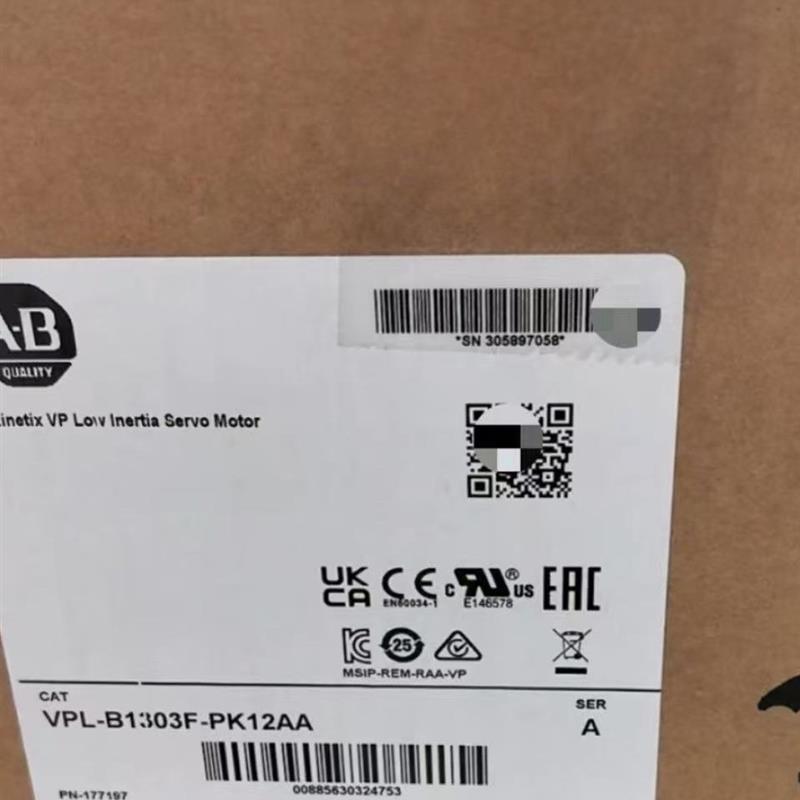 A-B
QUALITY
*SN 305897058*
inetix VP Low Inertia Servo Motor
UK CA CE c RU ® US EAC
EN60034-1 E146578
25
MSIP-REM-RAA-VP
CAT
VPL-B1303F-PK12AA
SER
A
PN-177197
00885630324753